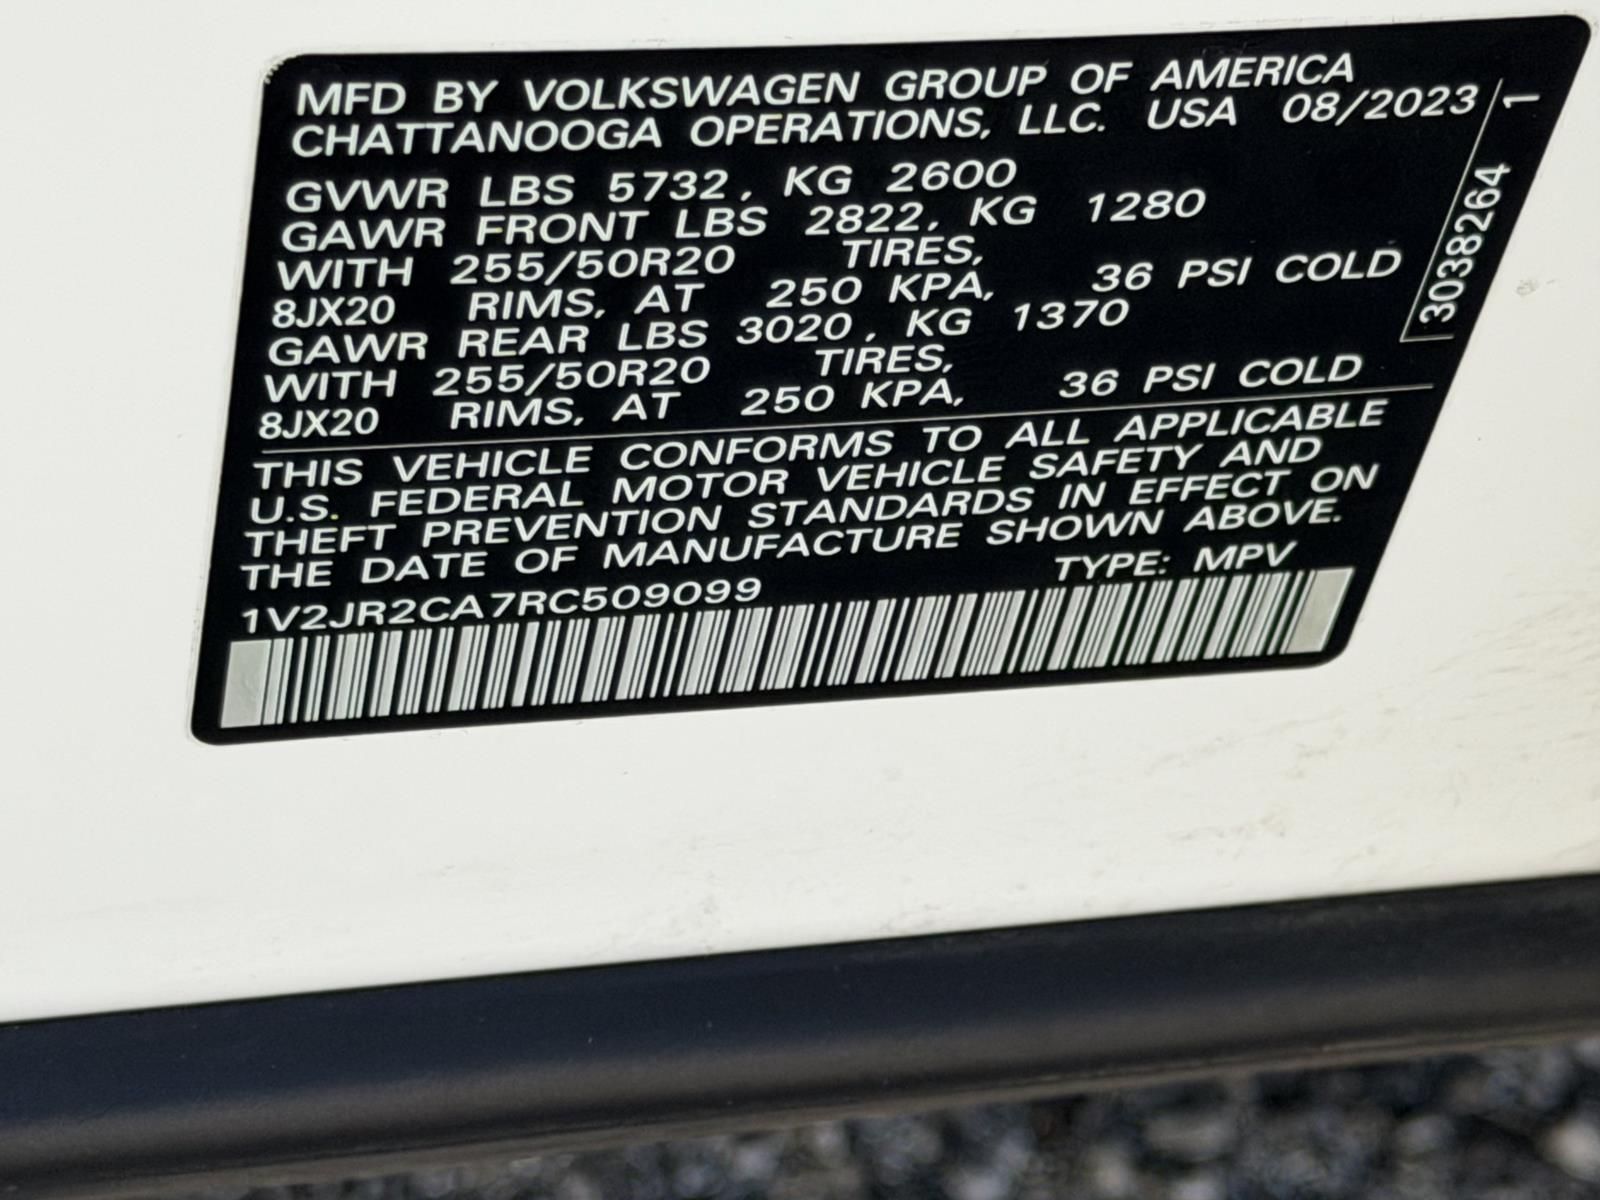 MFD BY VOLKSWAGEN GROUP OF AMERICA
CHATTANOOGA OPERATIONS, LLC. USA 08/2023
GVWR LBS 5732, KG 2600
GAWR FRONT LBS 2822, KG 1280
WITH 255/50R20 TIRES,
8JX20 RIMS, AT 250 KPA, 36 PSI COLD
GAWR REAR LBS 3020, KG 1370
WITH 255/50R20 TIRES,
8JX20 RIMS, AT 250 KPA, 36 PSI COLD
THIS VEHICLE CONFORMS TO ALL APPLICABLE
U.S. FEDERAL MOTOR VEHICLE SAFETY AND
THEFT PREVENTION STANDARDS IN EFFECT ON
THE DATE OF MANUFACTURE SHOWN ABOVE.
1V2JR2CA7RC509099 TYPE: MPV
3038264 1